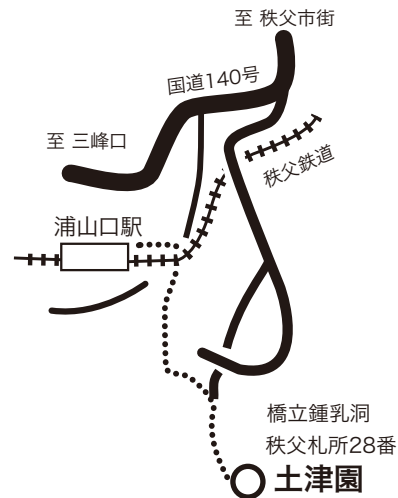 至 秩父市街
国道140号
至 三峰口
秩父鉄道
浦山口駅
橋立鍾乳洞
秩父札所28番
土津園